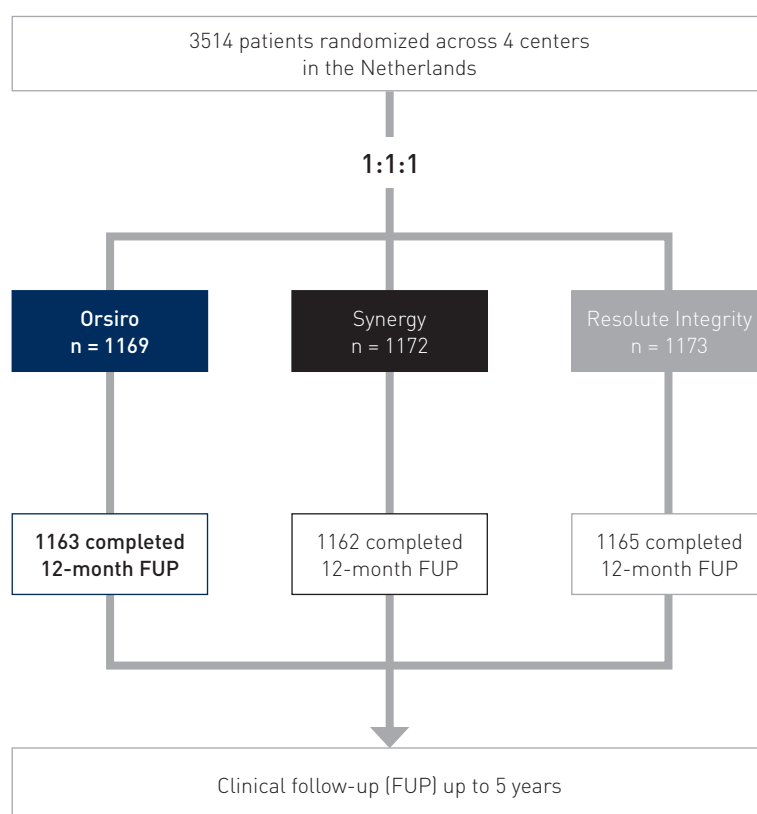 3514 patients randomized across 4 centers
in the Netherlands
1:1:1
Orsiro
n = 1169
Synergy
n = 1172
Resolute Integrity
n = 1173
1163 completed
12-month FUP
1162 completed
12-month FUP
1165 completed
12-month FUP
Clinical follow-up (FUP) up to 5 years